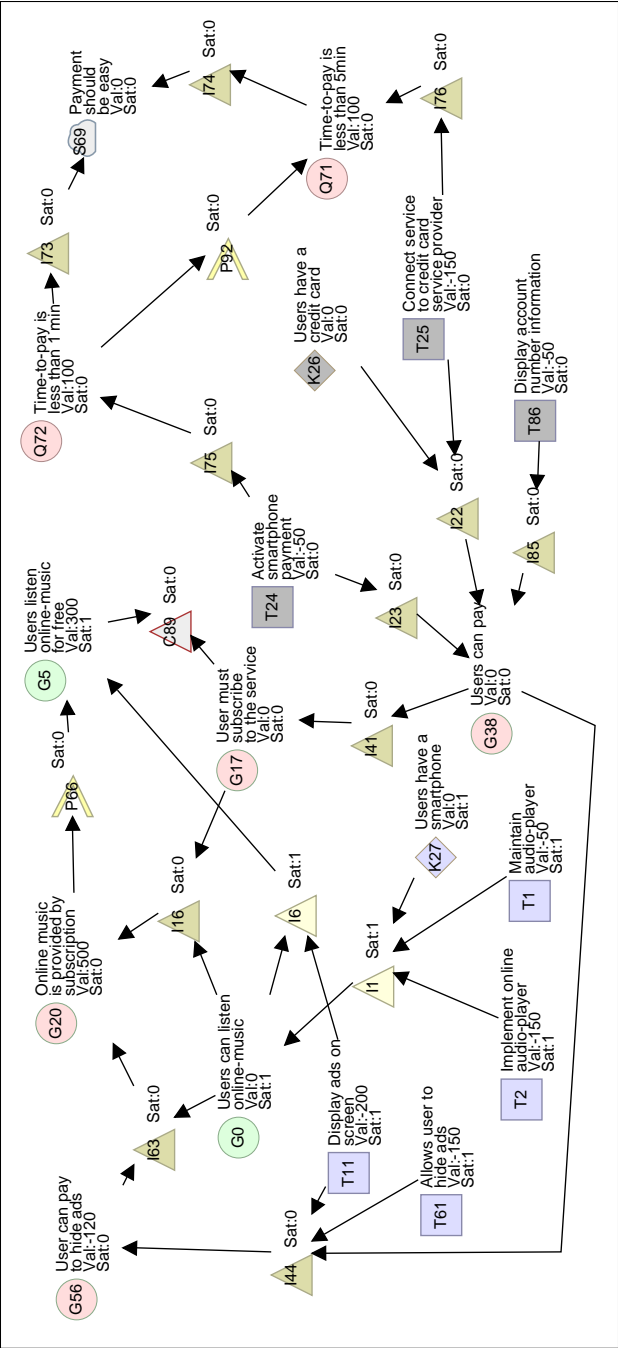 G56
User can pay
to hide ads
Val:-120
Sat:0
G20
Online music
is provided by
subscription
Val:500
Sat:0
P66
Sat:0
G5
Users listen
online-music
for free
Val:300
Sat:1
Q72
Time-to-pay is
less than 1 min
Val:100
Sat:0
I73
Sat:0
S69
Payment
should
be easy
Val:0
Sat:0
I63
Sat:0
I16
Sat:0
C89
Sat:0
I75
Sat:0
P92
Sat:0
I74
Sat:0
G0
Users can listen
online-music
Val:0
Sat:1
G17
User must
subscribe
to the service
Val:0
Sat:0
T24
Activate
smartphone
payment
Val:-50
Sat:0
K26
Users have a
credit card
Val:0
Sat:0
Q71
Time-to-pay is
less than 5min
Val:100
Sat:0
I44
Sat:0
T11
Display ads on
screen
Val:-200
Sat:1
I6
Sat:1
I1
Sat:1
I41
Sat:0
I23
Sat:0
I22
Sat:0
T25
Connect service
to credit card
service provider
Val:-150
Sat:0
I76
Sat:0
T61
Allows user to
hide ads
Val:-150
Sat:1
K27
Users have a
smartphone
Val:0
Sat:1
G38
Users can pay
Val:0
Sat:0
I85
Sat:0
T86
Display account
number information
Val:-50
Sat:0
T2
Implement online
audio-player
Val:-150
Sat:1
T1
Maintain
audio-player
Val:-50
Sat:1